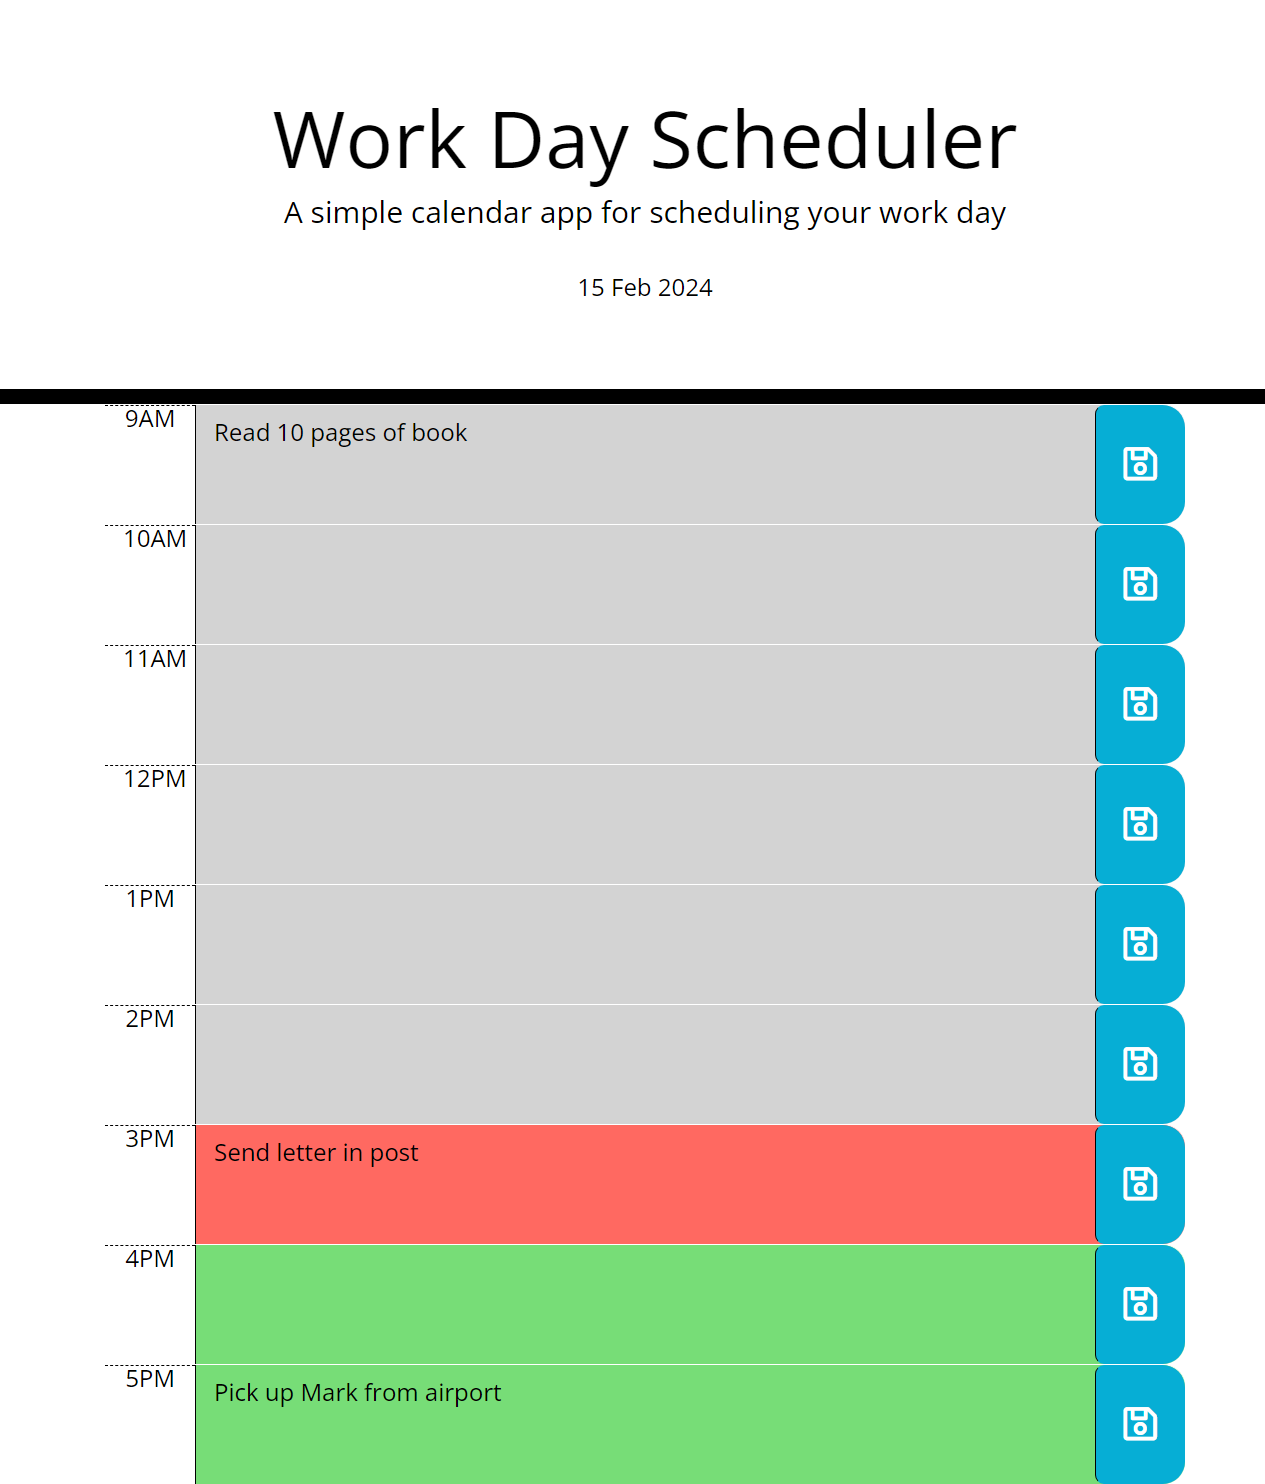 Work Day Scheduler
A simple calendar app for scheduling your work day
15 Feb 2024
9AM Read 10 pages of book
10AM
11AM
12PM
1PM
2PM
3PM Send letter in post
4PM
5PM Pick up Mark from airport